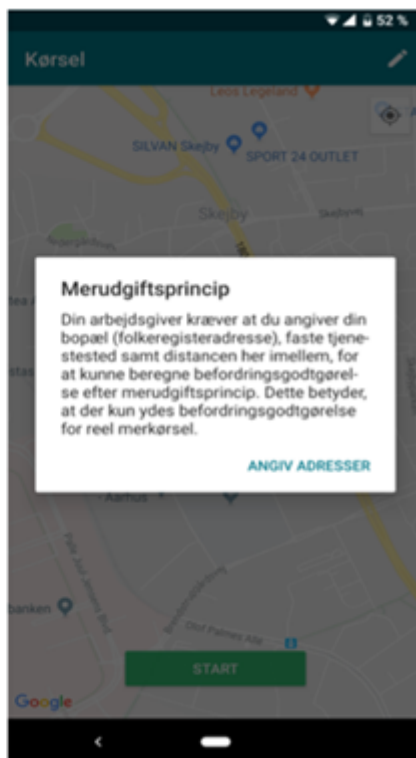 52 %
Kørsel
Leos Legeland
SILVAN Skejby
SPORT 24 OUTLET
Skejby
Skejbyvej
Merudgiftsprincip
Din arbejdsgiver kræver at du angiver din
bopæl (folkeregisteradresse), faste tjene-
stested samt distancen her imellem, for
at kunne beregne befordringsgodtgørel-
se efter merudgiftsprincip. Dette betyder,
at der kun ydes befordringsgodtgørelse
for reel merkørsel.
ANGIV ADRESSER
- Aarhus
Brendstrupgårdsvej
banken
Olof Palmes Allé
START
Google